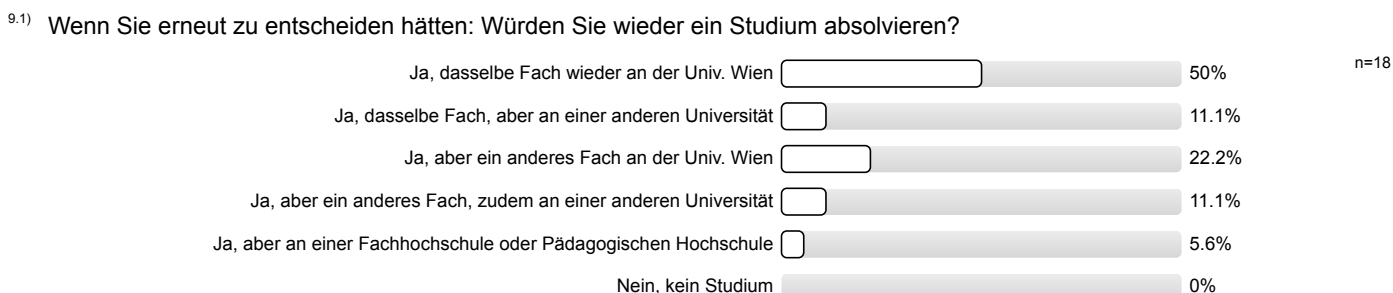 9.1) Wenn Sie erneut zu entscheiden hätten: Würden Sie wieder ein Studium absolvieren?
Ja, dasselbe Fach wieder an der Univ. Wien 50% n=18
Ja, dasselbe Fach, aber an einer anderen Universität 11.1%
Ja, aber ein anderes Fach an der Univ. Wien 22.2%
Ja, aber ein anderes Fach, zudem an einer anderen Universität 11.1%
Ja, aber an einer Fachhochschule oder Pädagogischen Hochschule 5.6%
Nein, kein Studium 0%